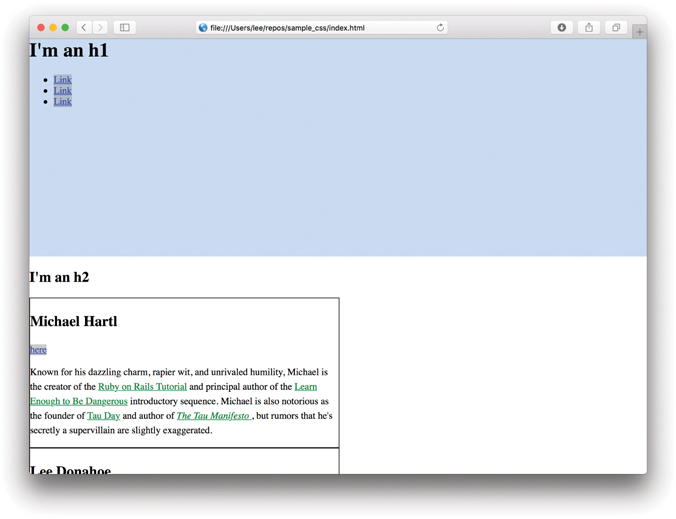 file:///Users/lee/repos/sample_css/index.html
I'm an h1
Link
Link
Link
I'm an h2
Michael Hartl
here
Known for his dazzling charm, rapier wit, and unrivaled humility, Michael is
the creator of the Ruby on Rails Tutorial and principal author of the Learn
Enough to Be Dangerous introductory sequence. Michael is also notorious as
the founder of Tau Day and author of The Tau Manifesto , but rumors that he's
secretly a supervillain are slightly exaggerated.
Lee Donahoe